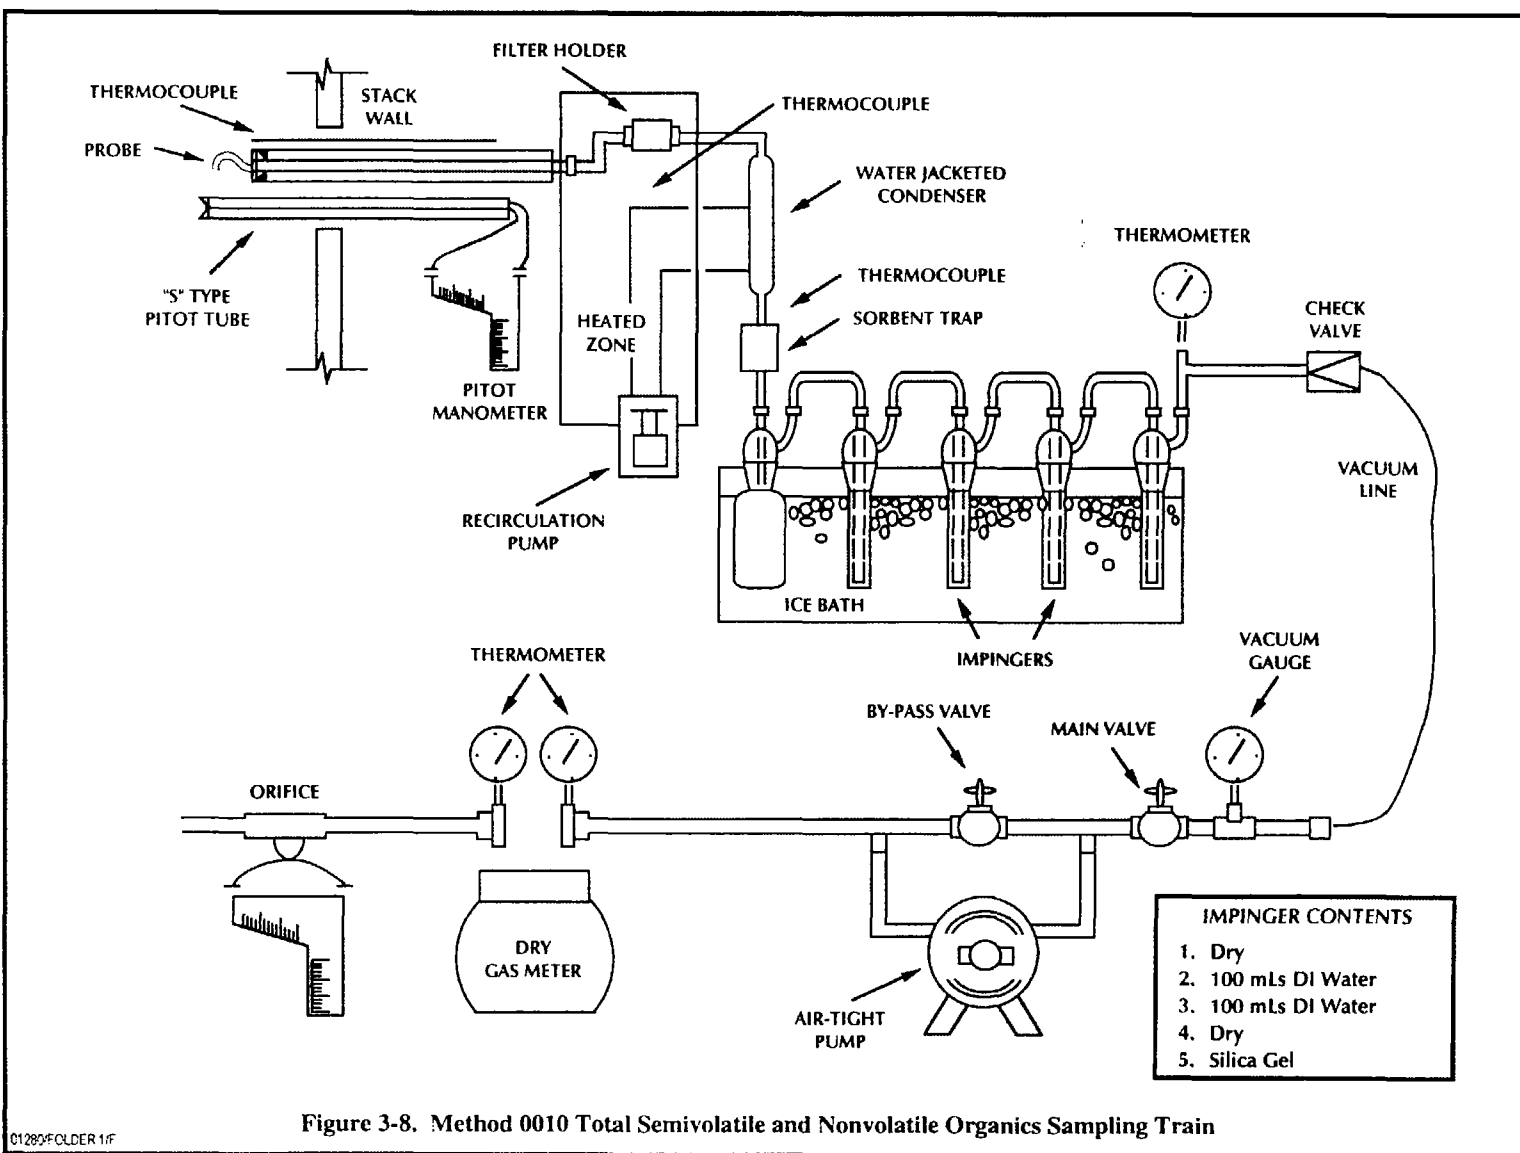 FILTER HOLDER
THERMOCOUPLE
STACK
WALL
THERMOCOUPLE
PROBE
WATER JACKETED
CONDENSER
THERMOMETER
"S" TYPE
PITOT TUBE
THERMOCOUPLE
HEATED
ZONE
SORBENT TRAP
CHECK
VALVE
PITOT
MANOMETER
VACUUM
LINE
RECIRCULATION
PUMP
ICE BATH
IMPINGERS
THERMOMETER
VACUUM
GAUGE
BY-PASS VALVE
MAIN VALVE
ORIFICE
DRY
GAS METER
AIR-TIGHT
PUMP
IMPINGER CONTENTS
1. Dry
2. 100 mLs DI Water
3. 100 mLs DI Water
4. Dry
5. Silica Gel
Figure 3-8. Method 0010 Total Semivolatile and Nonvolatile Organics Sampling Train
01280/FOLDER 1/F